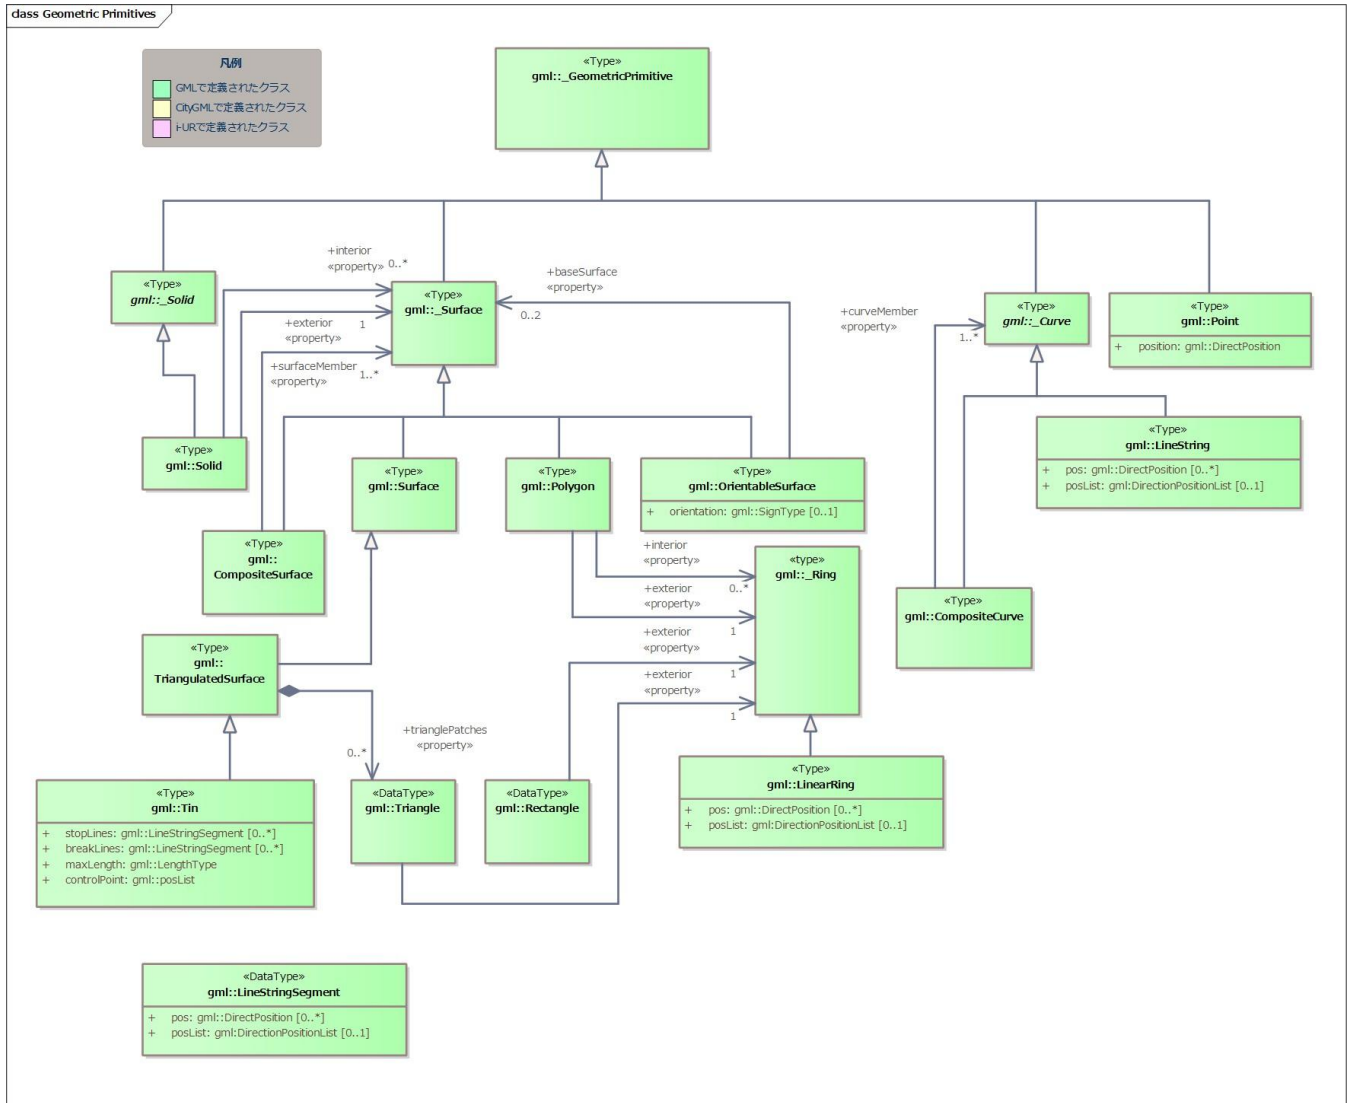 class Geometric Primitives
凡例
GMLで定義されたクラス
CityGMLで定義されたクラス
i-URで定義されたクラス
«Type»
gml::_GeometricPrimitive
+interior
«property»
0..*
+baseSurface
«property»
0..2
«Type»
gml::_Solid
«Type»
gml::_Surface
+exterior
«property»
1
+surfaceMember
«property»
1..*
+curveMember
«property»
1..*
«Type»
gml::_Curve
«Type»
gml::Point
+ position: gml::DirectPosition
«Type»
gml::Solid
«Type»
gml::Surface
«Type»
gml::Polygon
«Type»
gml::OrientableSurface
+ orientation: gml::SignType [0..1]
«Type»
gml::LineString
+ pos: gml::DirectPosition [0..*]
+ posList: gml:DirectionPositionList [0..1]
«Type»
gml::
CompositeSurface
+interior
«property»
0..*
+exterior
«property»
1
+exterior
«property»
1
+exterior
«property»
1
«type»
gml::_Ring
«Type»
gml::CompositeCurve
«Type»
gml::
TriangulatedSurface
+trianglePatches
«property»
0..*
«Type»
gml::Tin
+ stopLines: gml::LineStringSegment [0..*]
+ breakLines: gml::LineStringSegment [0..*]
+ maxLength: gml::LengthType
+ controlPoint: gml::posList
«DataType»
gml::Triangle
«DataType»
gml::Rectangle
«Type»
gml::LinearRing
+ pos: gml::DirectPosition [0..*]
+ posList: gml:DirectionPositionList [0..1]
«DataType»
gml::LineStringSegment
+ pos: gml::DirectPosition [0..*]
+ posList: gml:DirectionPositionList [0..1]